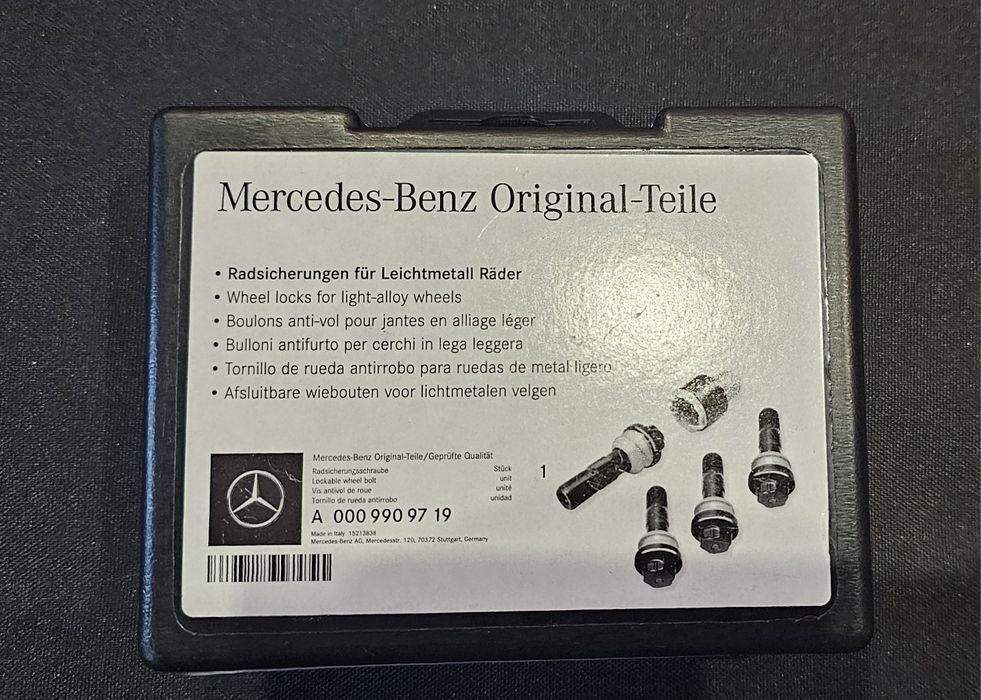 Mercedes-Benz Original-Teile
• Radsicherungen für Leichtmetall Räder
• Wheel locks for light-alloy wheels
• Boulons anti-vol pour jantes en alliage léger
• Bulloni antifurto per cerchi in lega leggera
• Tornillo de rueda antirrobo para ruedas de metal ligero
• Afsluitbare wiebouten voor lichtmetalen velgen
Mercedes-Benz Original-Teile/Geprüfte Qualität
Radsicherungsschraube Stück
Lockable wheel bolt unit
Vis antivol de roue unité
Tornillo de rueda antirrobo unidad
1
A 000 990 97 19
Made in Italy 15213838
Mercedes-Benz AG, Mercedesstr. 120, 70372 Stuttgart, Germany